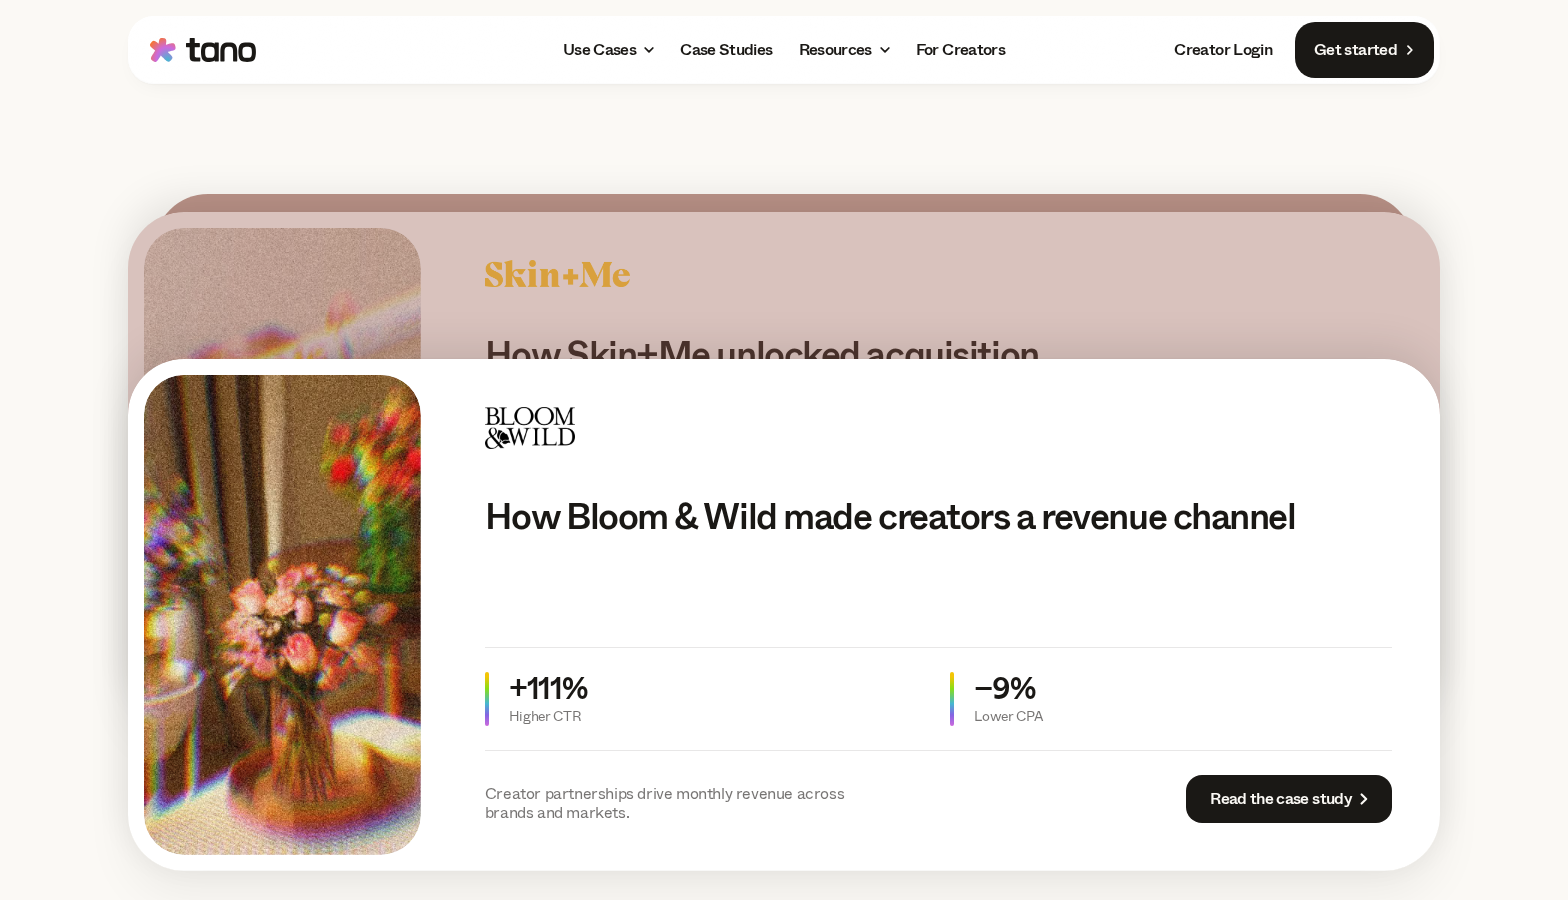 tano
Use Cases
Case Studies
Resources
For Creators
Creator Login
Get started
Skin+Me
How Skin+Me unlocked acquisition
BLOOM
&WILD
How Bloom & Wild made creators a revenue channel
+111%
Higher CTR
–9%
Lower CPA
Creator partnerships drive monthly revenue across
brands and markets.
Read the case study